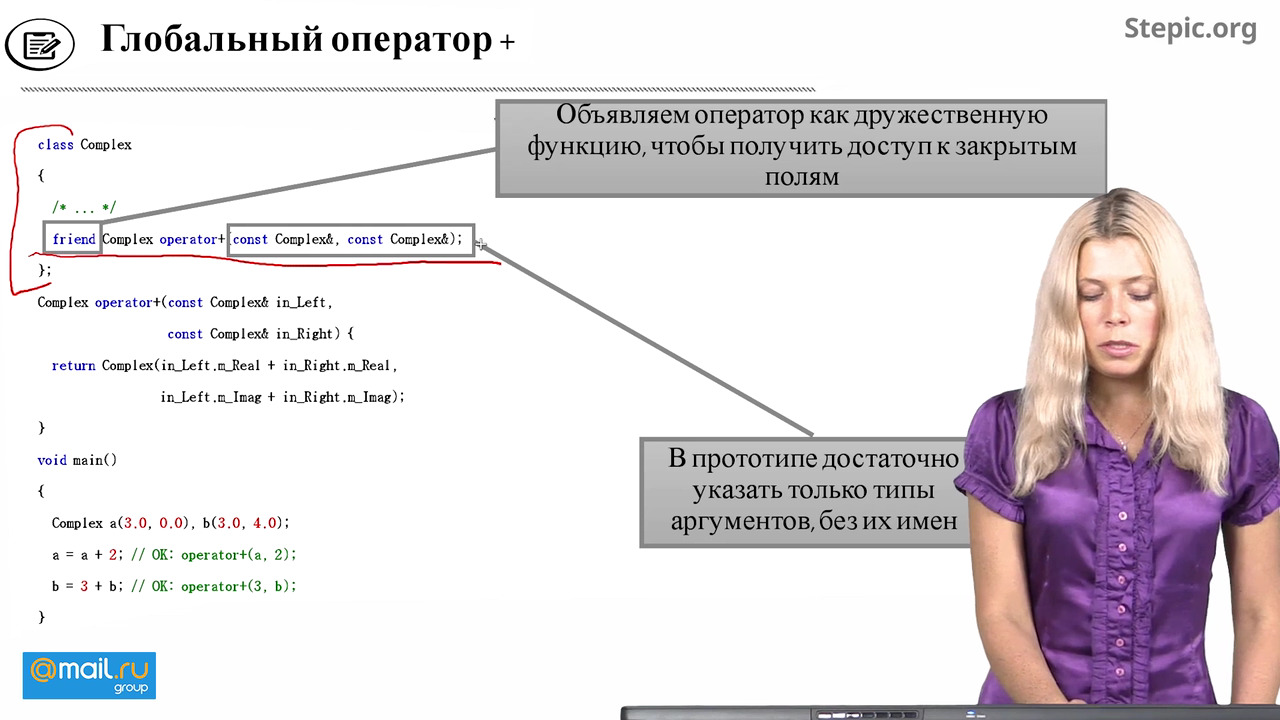 Глобальный оператор +
Stepic.org
Объявляем оператор как дружественную
функцию, чтобы получить доступ к закрытым
полям
class Complex
{
/* ... */
friend Complex operator+(const Complex&, const Complex&);
};
Complex operator+(const Complex& in_Left,
const Complex& in_Right) {
return Complex(in_Left.m_Real + in_Right.m_Real,
in_Left.m_Imag + in_Right.m_Imag);
}
void main()
{
Complex a(3.0, 0.0), b(3.0, 4.0);
a = a + 2; // OK: operator+(a, 2);
b = 3 + b; // OK: operator+(3, b);
}
В прототипе достаточно
указать только типы
аргументов, без их имен
@mail.ru
group